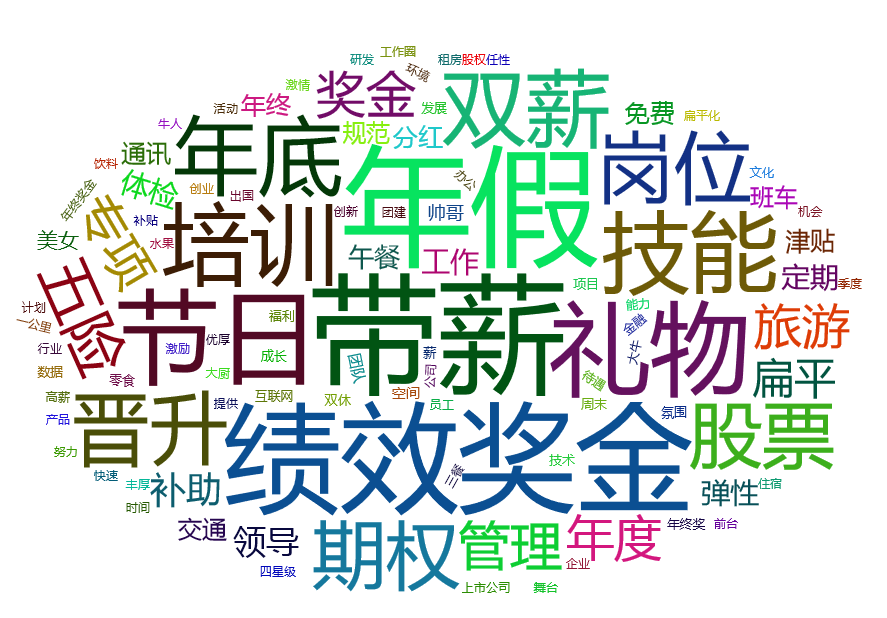 工作圈
研发
租房
股权
任性
环境
激情
奖金
双薪
年终
活动
发展
免费
扁平化
牛人
规范
分红
年底
通讯
年假
岗位
饮料
体检
办公
文化
班车
年终奖金
创业
出国
创新
团建
帅哥
机会
补贴
培训
专项
技能
美女
水果
午餐
工作
津贴
定期
季度
项目
五险
节日
带薪
礼物
计划
福利
能力
金融
旅游
八公里
优厚
行业
激励
成长
团队
薪
公司
大牛
扁平
数据
零食
大厨
待遇
高薪
互联网
双休
空间
周末
氛围
晋升
提供
员工
股票
产品
绩效奖金
努力
技术
快速
三餐
丰厚
补助
弹性
住宿
时间
交通
领导
期权
管理
年度
年终奖
前台
四星级
企业
上市公司
舞台